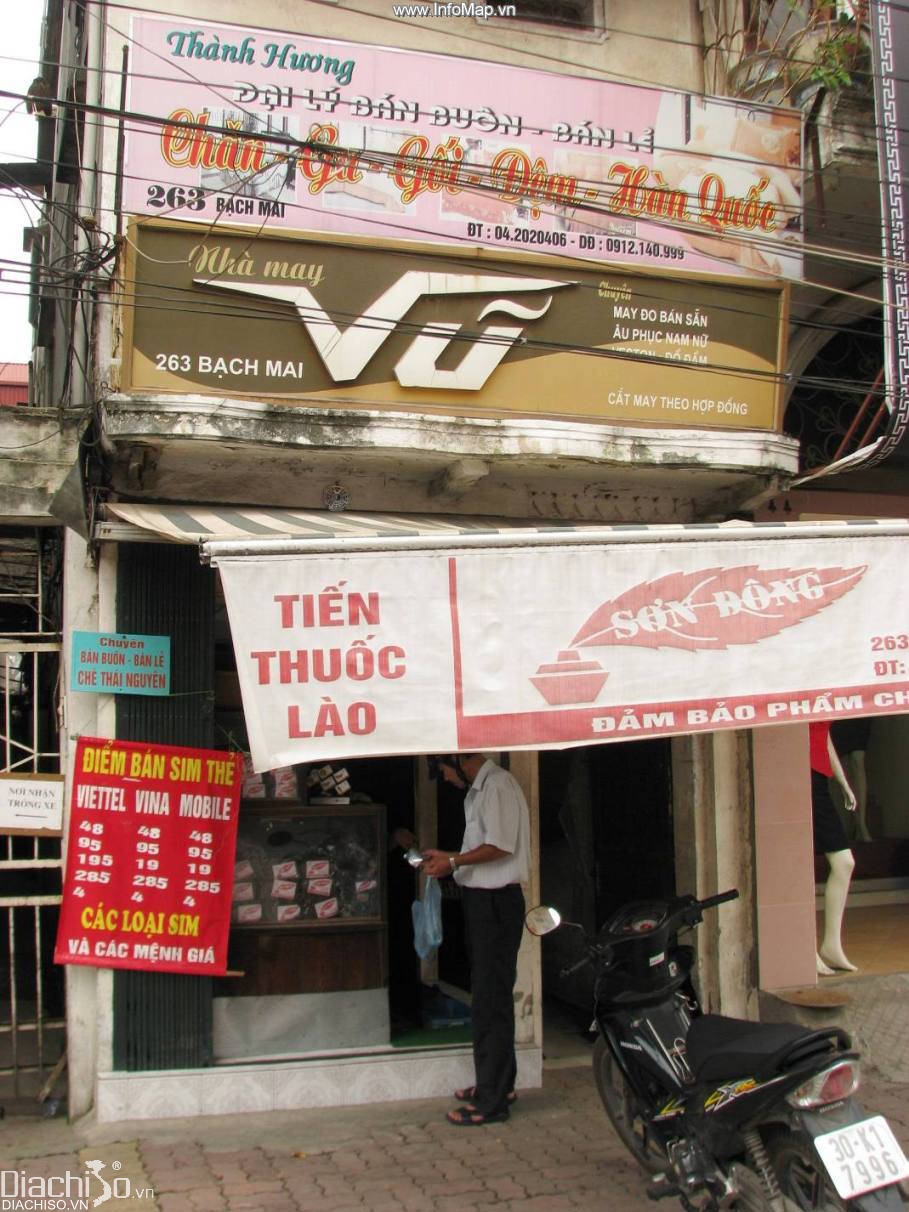 www.InfoMap.vn
Thành Hương
ĐẠI LÝ BÁN BUÔN - BÁN LẺ
Chăn - Ga - Gối - Đệm - Hàn Quốc
263 BẠCH MAI
ĐT : 04.2020406 - DĐ : 0912.140.999
Nhà may
VŨ
263 BẠCH MAI
Chuyên
MAY ĐO BÁN SẴN
ÂU PHỤC NAM NỮ
VESTON - ĐỒ ĐẦM
CẮT MAY THEO HỢP ĐỒNG
TIẾN
THUỐC
LÀO
SƠN ĐÔNG
263
ĐT:
ĐẢM BẢO PHẨM CH
Chuyên
BÁN BUÔN - BÁN LẺ
CHÈ THÁI NGUYÊN
NƠI NHẬN
TRÔNG XE
ĐIỂM BÁN SIM THẺ
VIETTEL VINA MOBILE
48 48 48
95 95 95
195 19 19
285 285 285
4 4 4
CÁC LOẠI SIM
VÀ CÁC MỆNH GIÁ
HONDA
30-K1
7996
DiachiSo.vn
DIACHISO.VN